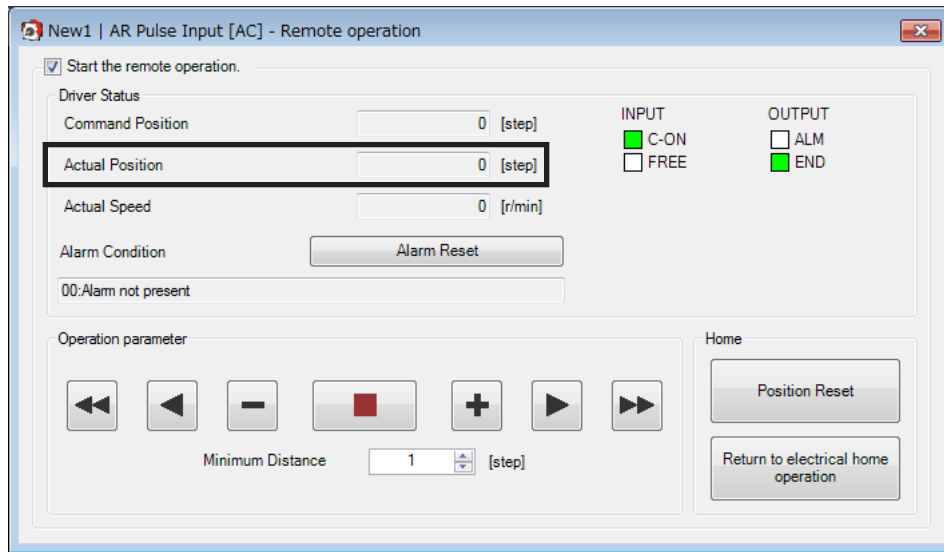 New1 | AR Pulse Input [AC] - Remote operation
Start the remote operation.
Driver Status
Command Position 0 [step]
Actual Position 0 [step]
Actual Speed 0 [r/min]
INPUT
C-ON
FREE
OUTPUT
ALM
END
Alarm Condition Alarm Reset
00:Alarm not present
Operation parameter
Minimum Distance 1 [step]
Home
Position Reset
Return to electrical home
operation